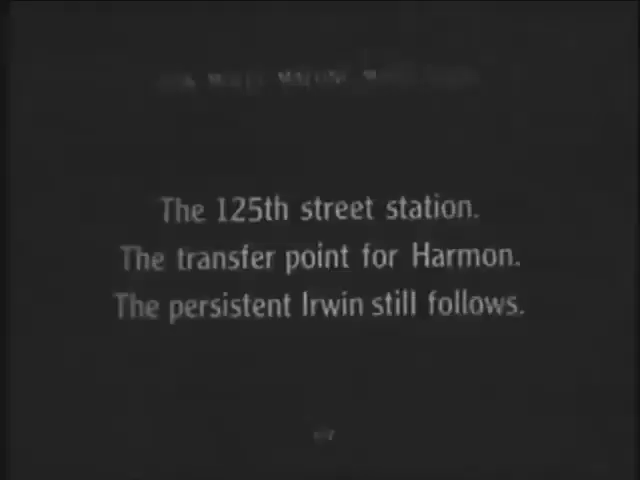 The 125th street station.
The transfer point for Harmon.
The persistent Irwin still follows.